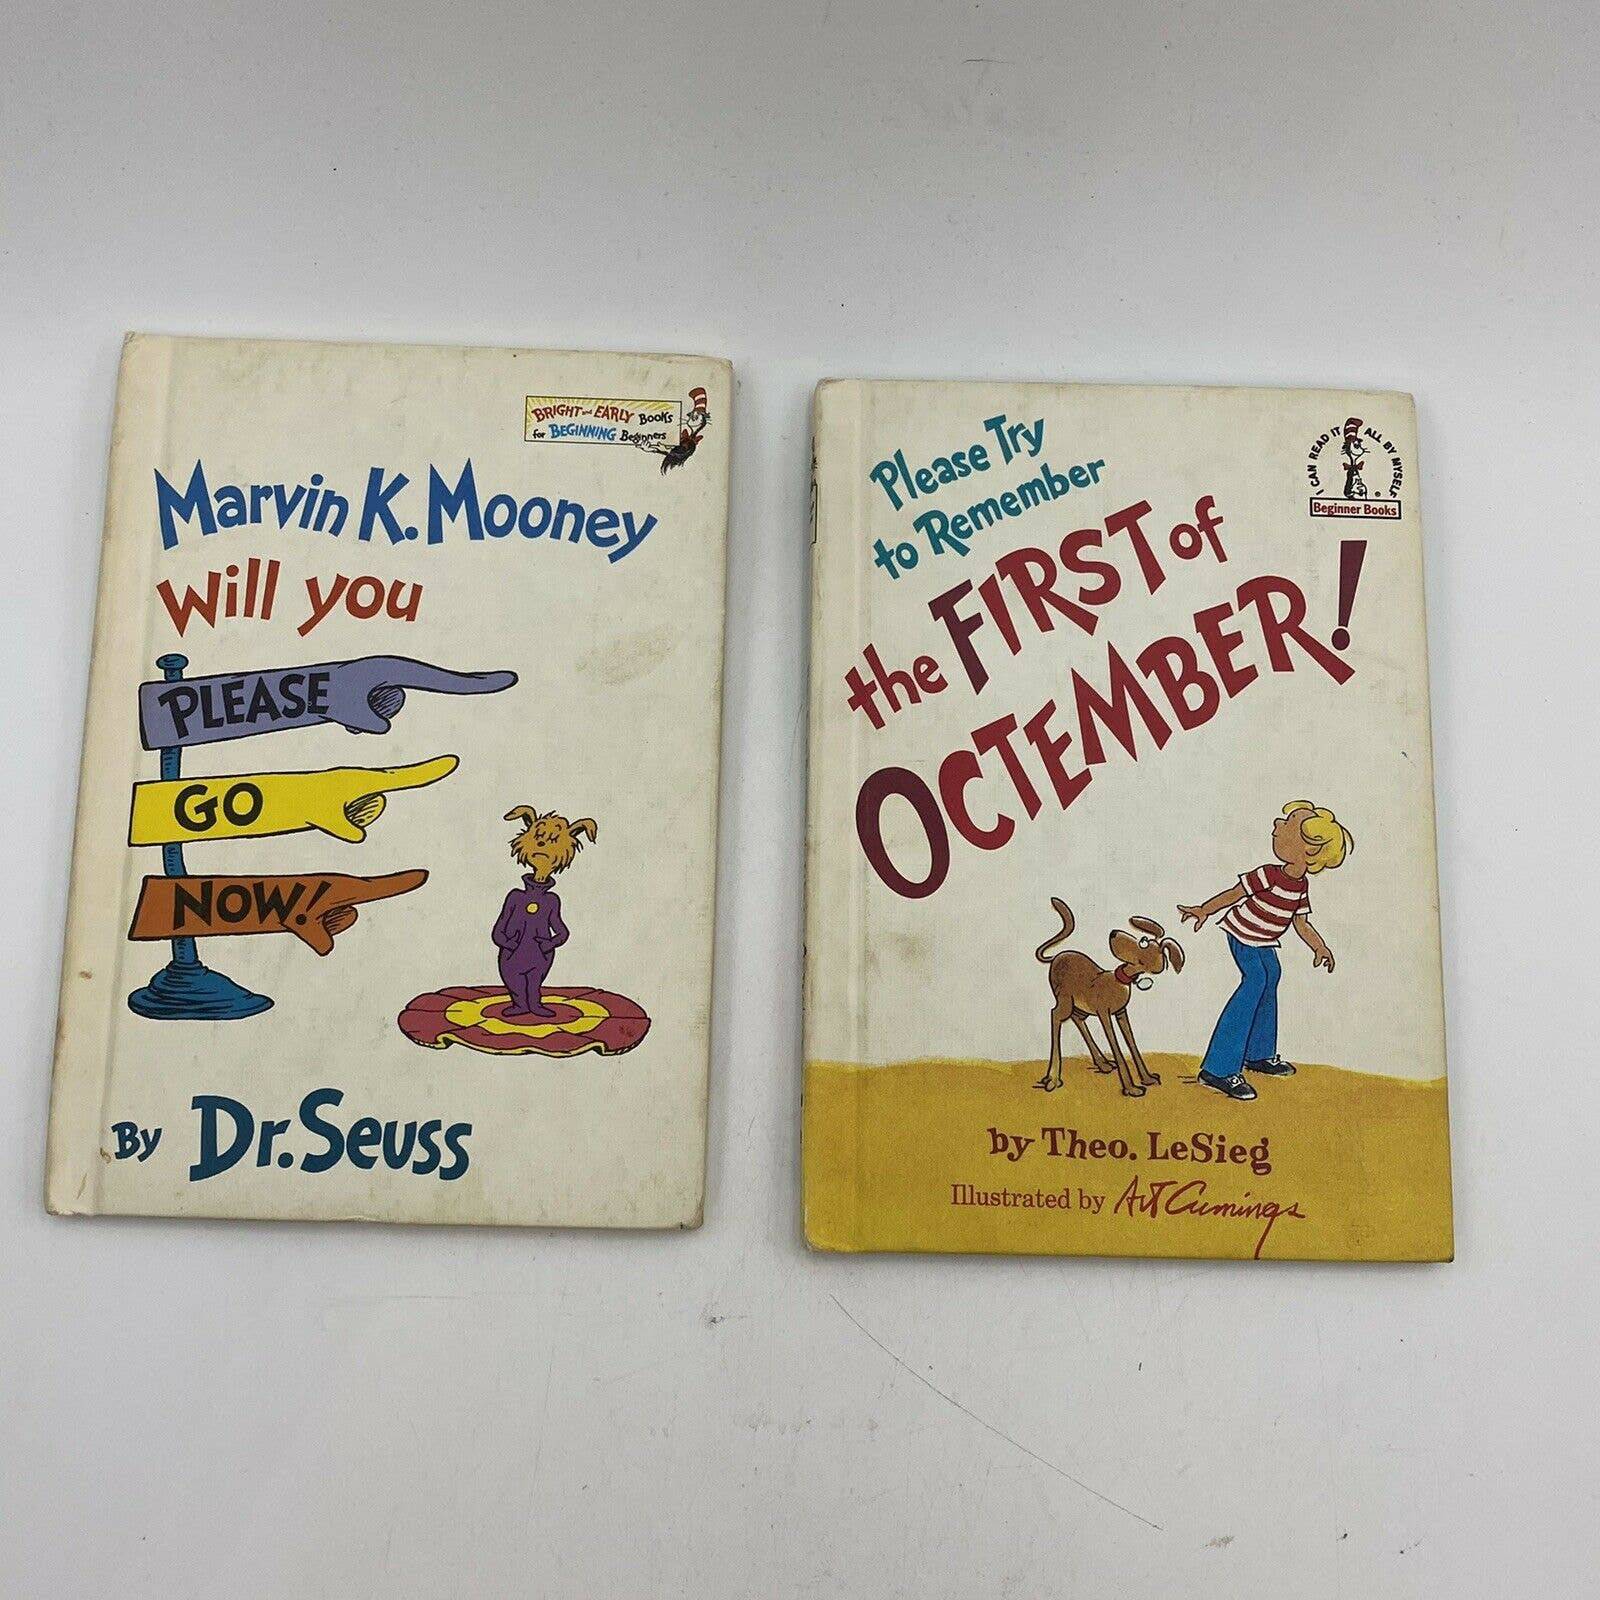 BRIGHT and EARLY Books
for BEGINNING Beginners
Marvin K. Mooney
will you
PLEASE
GO
NOW!
By Dr. Seuss
I CAN READ IT ALL BY MYSELF
Beginner Books
Please Try
to Remember
the FIRST of
OCTEMBER!
by Theo. LeSieg
Illustrated by Art Cumings